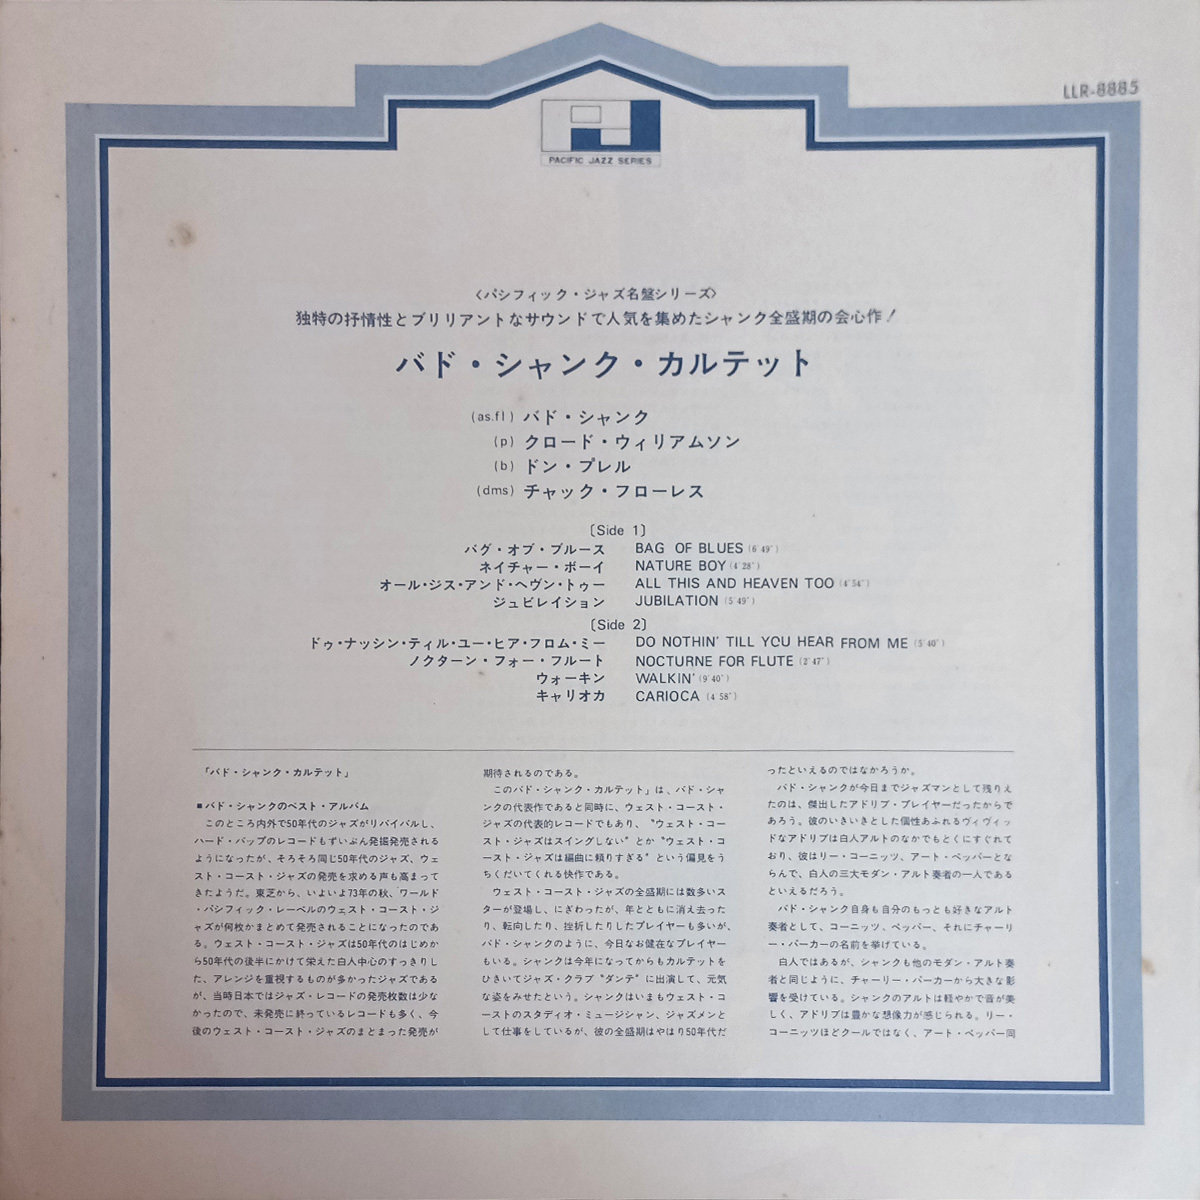 LLR-8885
PACIFIC JAZZ SERIES
〈パシフィック・ジャズ名盤シリーズ〉
独特の抒情性とブリリアントなサウンドで人気を集めたシャンク全盛期の会心作！
バド・シャンク・カルテット
(as.fl) バド・シャンク
(p) クロード・ウィリアムソン
(b) ドン・プレル
(dms) チャック・フローレス
〔Side 1〕
バグ・オブ・ブルース BAG OF BLUES (6′49″)
ネイチャー・ボーイ NATURE BOY (4′28″)
オール・ジス・アンド・ヘヴン・トゥー ALL THIS AND HEAVEN TOO (4′54″)
ジュビレイション JUBILATION (5′49″)
〔Side 2〕
ドゥ・ナッシン・ティル・ユー・ヒア・フロム・ミー DO NOTHIN' TILL YOU HEAR FROM ME (5′40″)
ノクターン・フォー・フルート NOCTURNE FOR FLUTE (2′47″)
ウォーキン WALKIN' (9′40″)
キャリオカ CARIOCA (4′58″)
「バド・シャンク・カルテット」
■バド・シャンクのベスト・アルバム
このところ内外で50年代のジャズがリバイバルし、
ハード・バップのレコードもずいぶん発掘発売される
ようになったが、そろそろ同じ50年代のジャズ、ウェ
スト・コースト・ジャズの発売を求める声も高まって
きたようだ。東芝から、いよいよ73年の秋、「ワールド
・パシフィック・レーベルのウェスト・コースト・ジ
ャズが何枚かまとめて発売されることになったのであ
る。ウェスト・コースト・ジャズは50年代のはじめか
ら50年代の後半にかけて栄えた白人中心のすっきりし
た、アレンジを重視するものが多かったジャズである
が、当時日本ではジャズ・レコードの発売枚数は少な
かったので、未発売に終っているレコードも多く、今
後のウェスト・コースト・ジャズのまとまった発売が
期待されるのである。
このバド・シャンク・カルテット」は、バド・シャ
ンクの代表作であると同時に、ウェスト・コースト・
ジャズの代表的レコードでもあり、〝ウェスト・コー
スト・ジャズはスイングしない〟とか〝ウェスト・コ
ースト・ジャズは編曲に頼りすぎる〟という偏見をう
ちくだいてくれる快作である。
ウェスト・コースト・ジャズの全盛期には数多いス
ターが登場し、にぎわったが、年とともに消え去った
り、転向したり、挫折したりしたプレイヤーも多いが、
バド・シャンクのように、今日なお健在なプレイヤー
もいる。シャンクは今年になってからもカルテットを
ひきいてジャズ・クラブ〝ダンテ〟に出演して、元気
な姿をみせたという。シャンクはいまもウェスト・コ
ーストのスタディオ・ミュージシャン、ジャズメンと
して仕事をしているが、彼の全盛期はやはり50年代だ
ったといえるのではなかろうか。
バド・シャンクが今日までジャズマンとして残りえ
たのは、傑出したアドリブ・プレイヤーだったからで
あろう。彼のいきいきとした個性あふれるヴィヴィッ
ドなアドリブは白人アルトのなかでもとくにすぐれて
おり、彼はリー・コーニッツ、アート・ペッパーとな
らんで、白人の三大モダン・アルト奏者の一人である
といえるだろう。
バド・シャンク自身も自分のもっとも好きなアルト
奏者として、コーニッツ、ペッパー、それにチャーリ
ー・パーカーの名前を挙げている。
白人ではあるが、シャンクも他のモダン・アルト奏
者と同じように、チャーリー・パーカーから大きな影
響を受けている。シャンクのアルトは軽やかで音が美
しく、アドリブは豊かな想像力が感じられる。リー・
コーニッツほどクールではなく、アート・ペッパー同